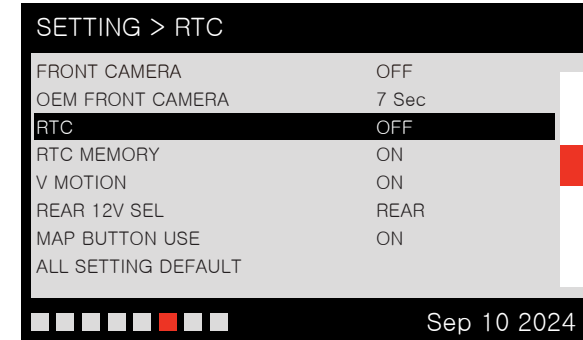 SETTING > RTC
FRONT CAMERA OFF
OEM FRONT CAMERA 7 Sec
RTC OFF
RTC MEMORY ON
V MOTION ON
REAR 12V SEL REAR
MAP BUTTON USE ON
ALL SETTING DEFAULT
Sep 10 2024